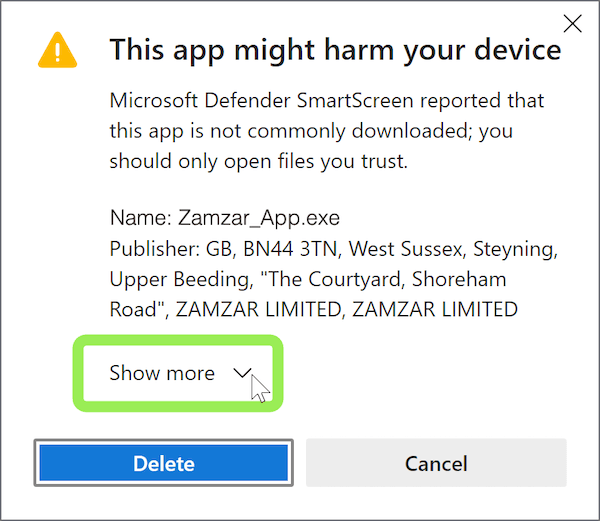 This app might harm your device
Microsoft Defender SmartScreen reported that
this app is not commonly downloaded; you
should only open files you trust.
Name: Zamzar_App.exe
Publisher: GB, BN44 3TN, West Sussex, Steyning,
Upper Beeding, "The Courtyard, Shoreham
Road", ZAMZAR LIMITED, ZAMZAR LIMITED
Show more
Delete
Cancel